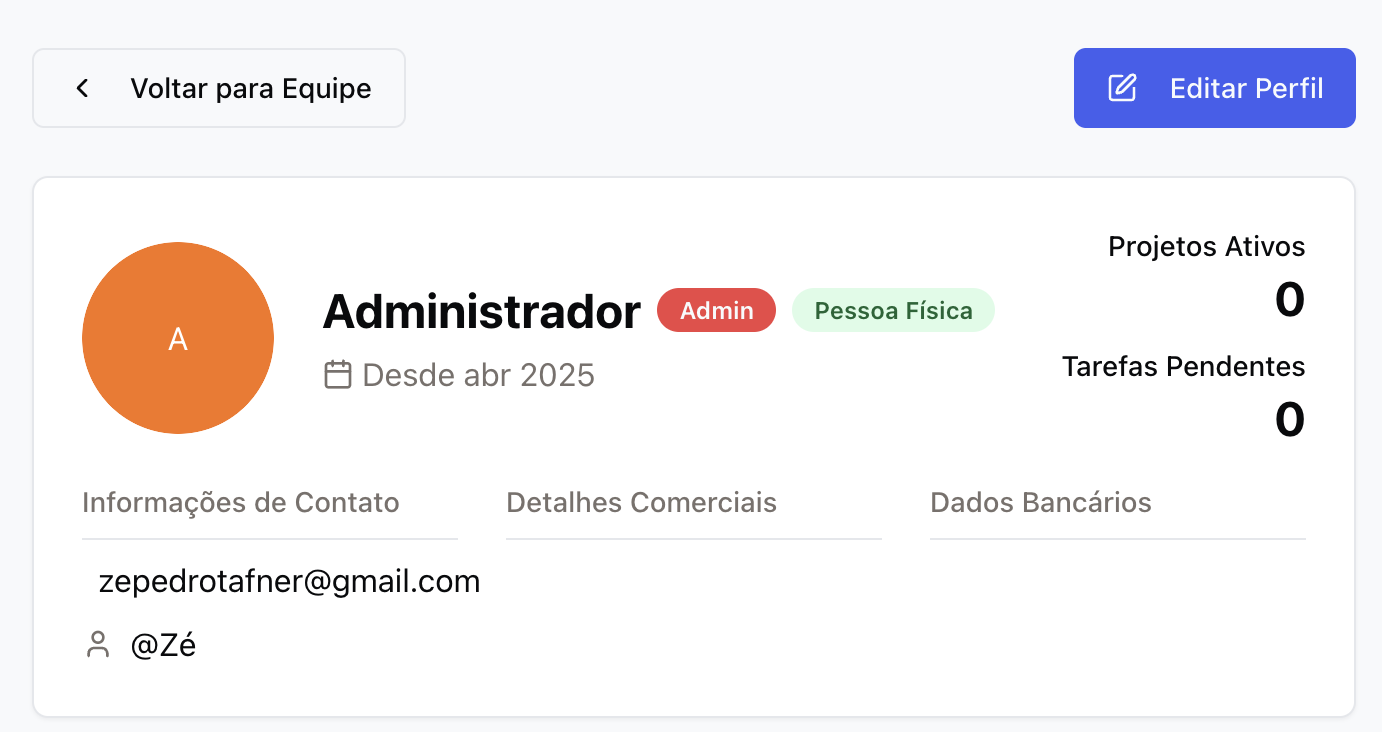 Voltar para Equipe
Editar Perfil
A
Administrador
Admin
Pessoa Física
Desde abr 2025
Projetos Ativos
0
Tarefas Pendentes
0
Informações de Contato
zepedrotafner@gmail.com
@Zé
Detalhes Comerciais
Dados Bancários